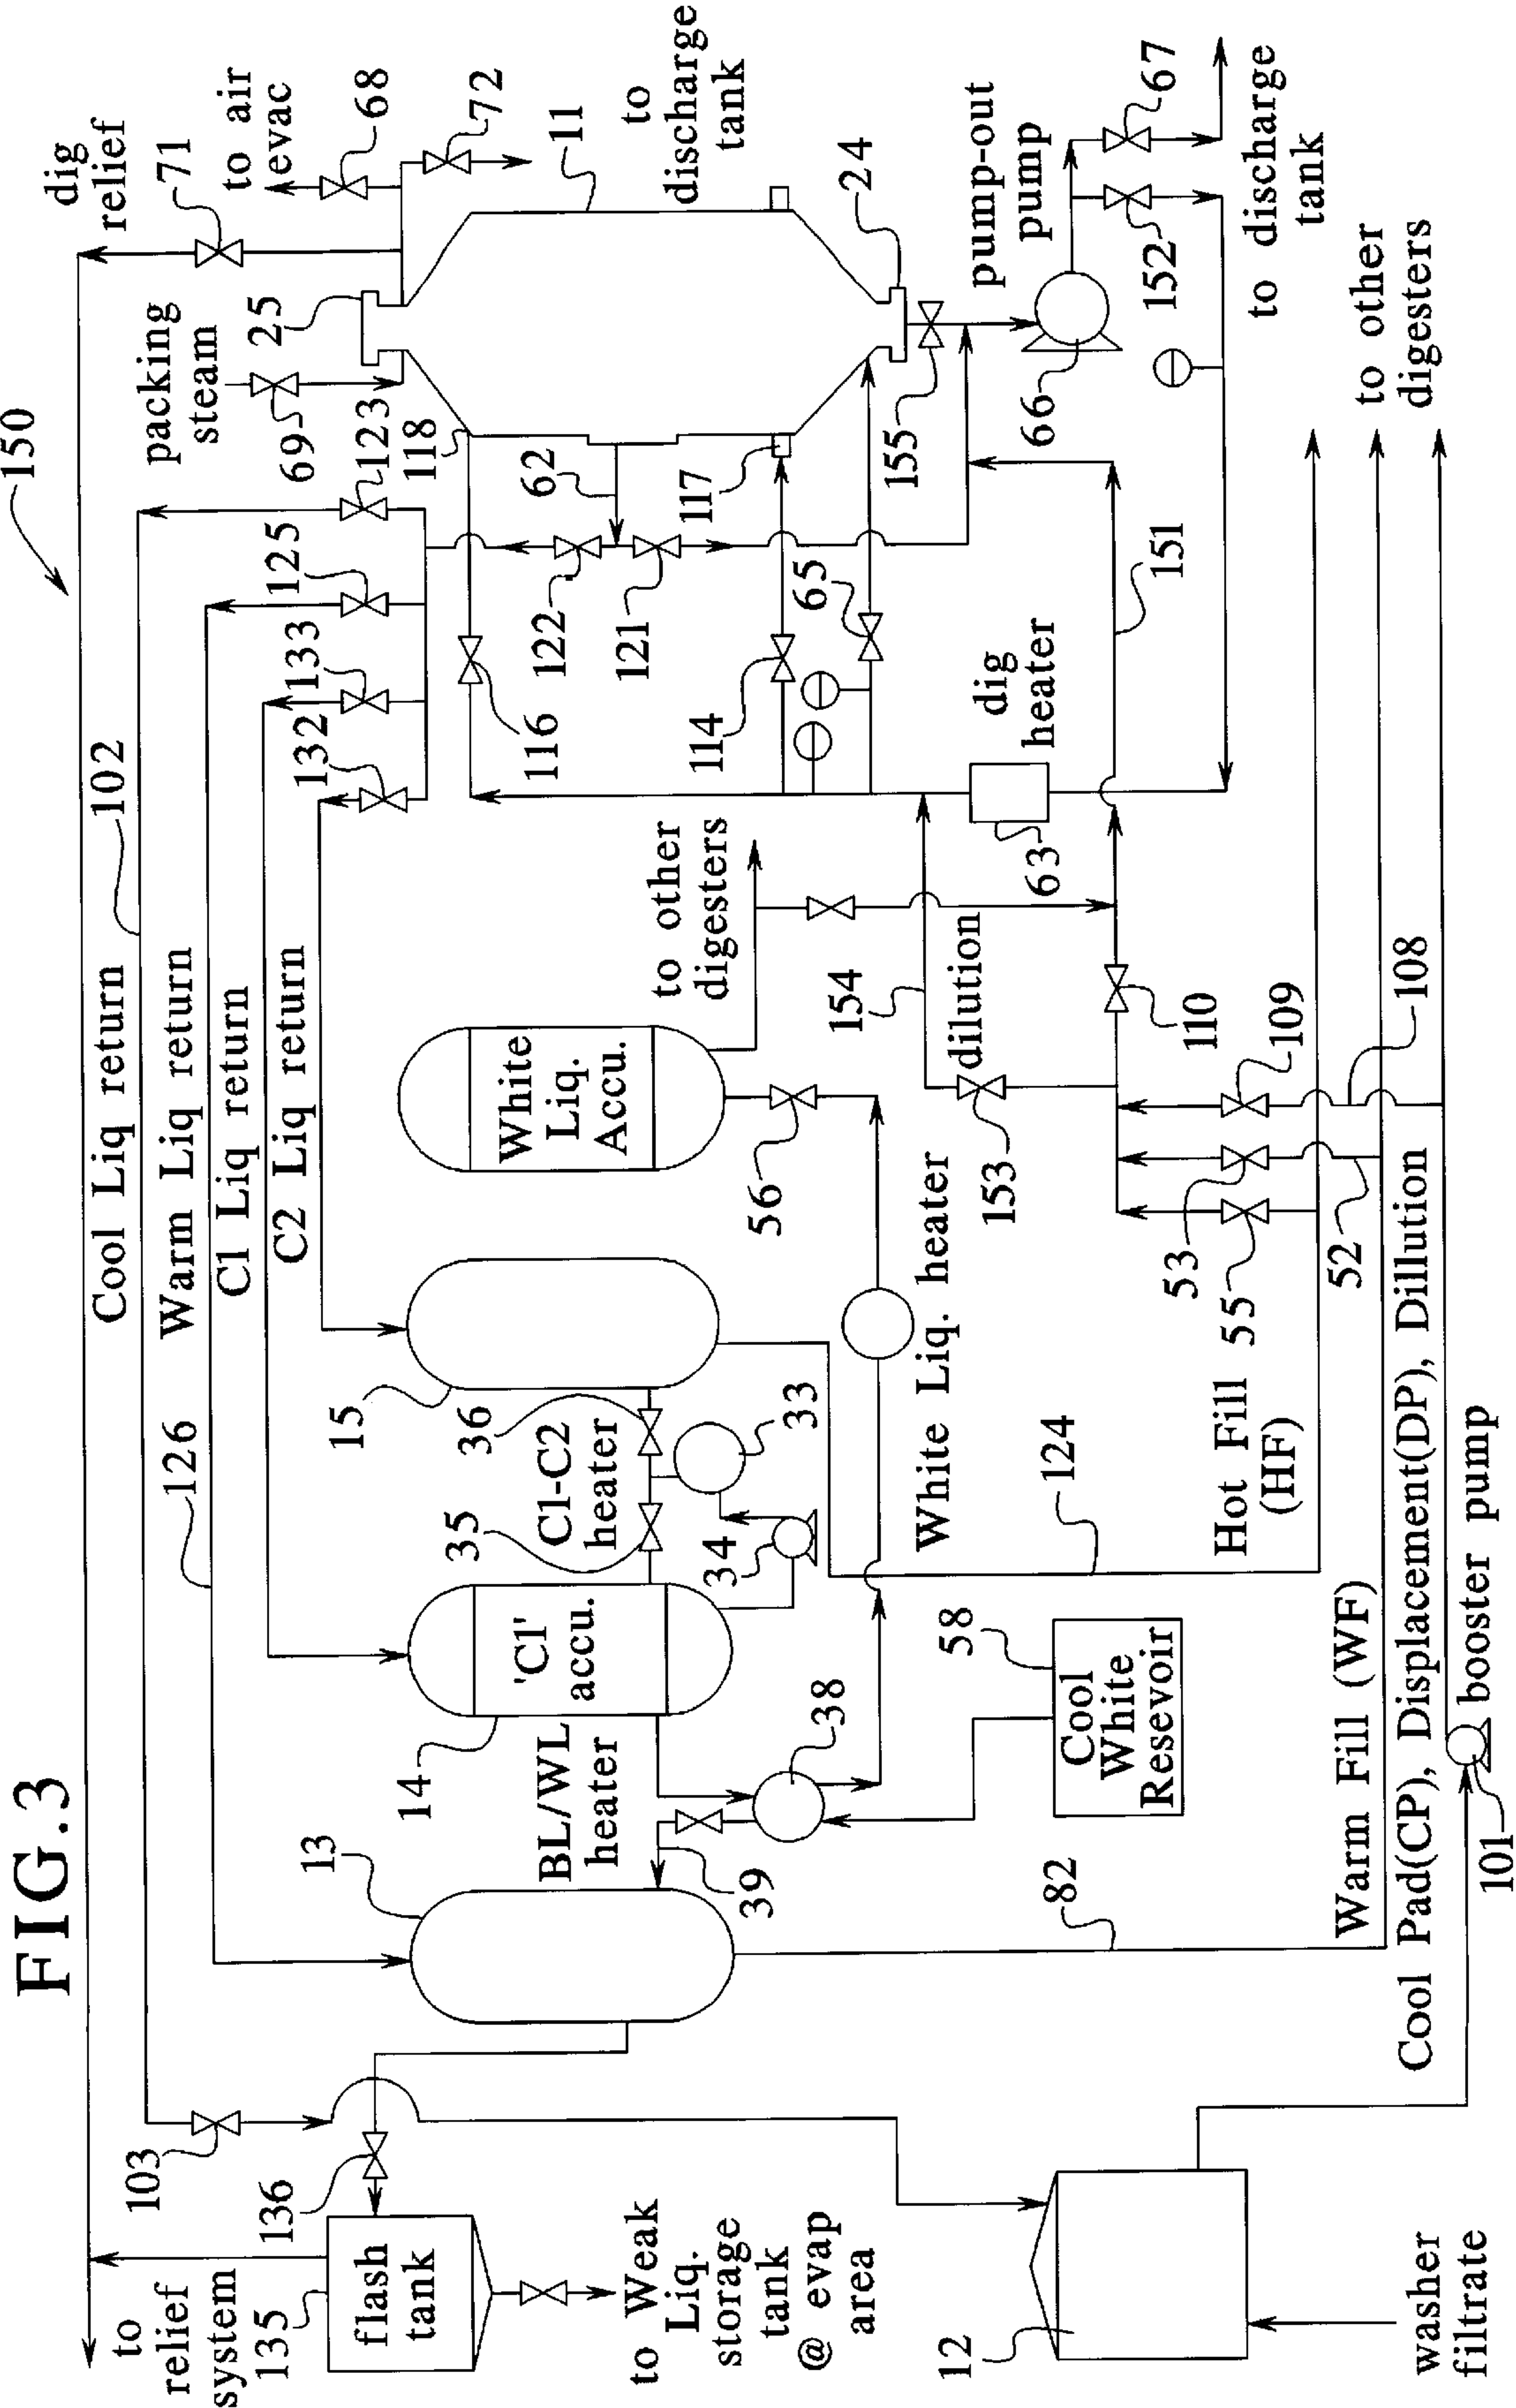 FIG.3
150
dig
relief
71
to air
evac
68
72
packing
steam
25
69
11
to
discharge
tank
24
118
123
62
117
155
pump-out
pump
66
67
152
to discharge
tank
to other
digesters
125
133
132
122
121
116
114
65
dig
heater
63
151
102
Cool Liq return
Warm Liq return
C1 Liq return
C2 Liq return
126
to other
digesters
154
dilution
White
Liq.
Accu.
56
153
110
109
108
53
55
52
15
36
C1-C2
heater
35
34
33
White Liq. heater
124
Hot Fill
(HF)
'C1'
accu.
14
BL/WL
heater
38
39
58
Cool
White
Resevoir
13
82
Warm Fill (WF)
Cool Pad(CP), Displacement(DP), Dillution
booster pump
101
103
136
to
relief
system
135
flash
tank
to Weak
Liq.
storage
tank
@ evap
area
12
washer
filtrate